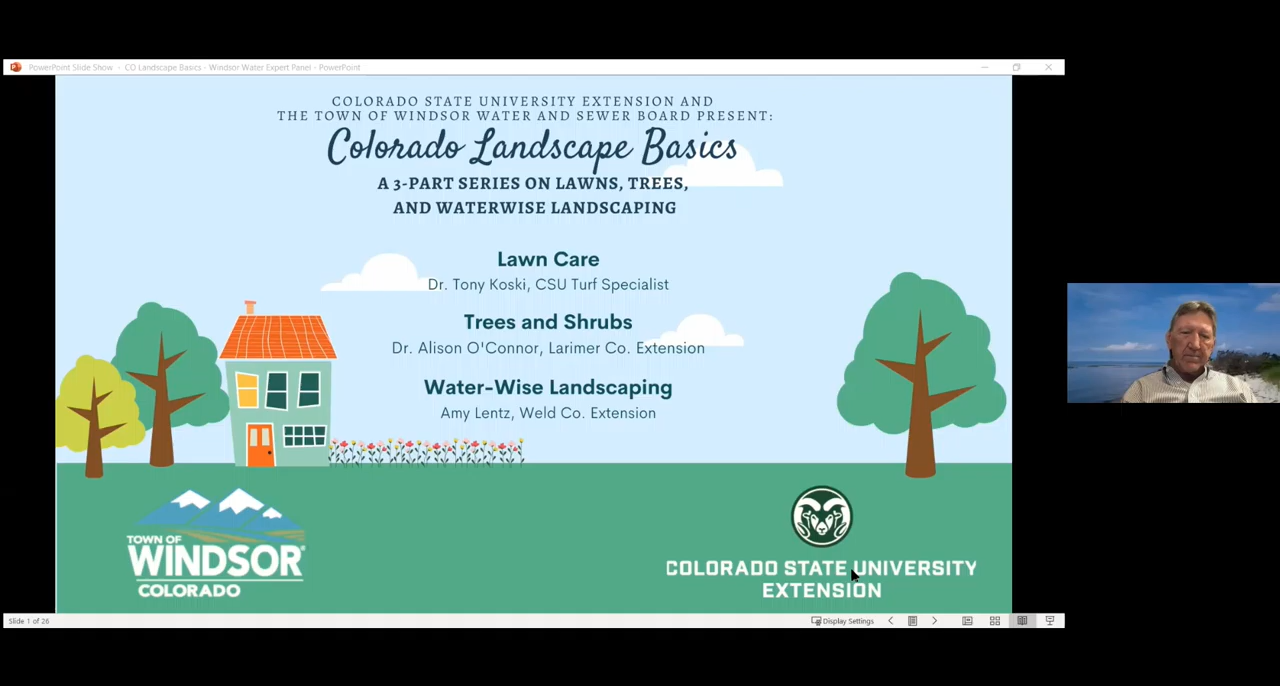 PowerPoint Slide Show - CO Landscape Basics - Windsor Water Expert Panel - PowerPoint
COLORADO STATE UNIVERSITY EXTENSION AND
THE TOWN OF WINDSOR WATER AND SEWER BOARD PRESENT:
Colorado Landscape Basics
A 3-PART SERIES ON LAWNS, TREES,
AND WATERWISE LANDSCAPING
Lawn Care
Dr. Tony Koski, CSU Turf Specialist
Trees and Shrubs
Dr. Alison O'Connor, Larimer Co. Extension
Water-Wise Landscaping
Amy Lentz, Weld Co. Extension
TOWN OF
WINDSOR
COLORADO
COLORADO STATE UNIVERSITY
EXTENSION
Slide 1 of 26
Display Settings